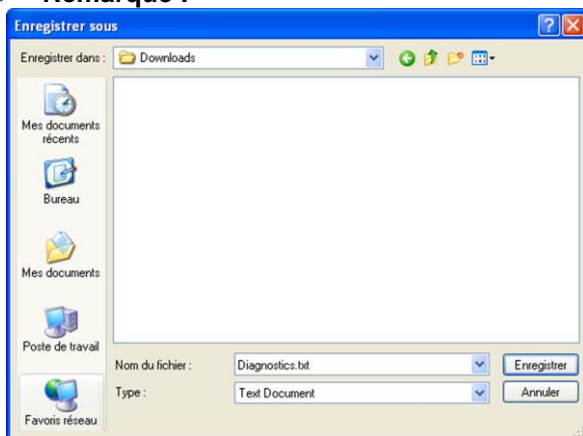 Remarque :
Enregistrer sous
Enregistrer dans : Downloads
Mes documents
récents
Bureau
Mes documents
Poste de travail
Favoris réseau
Nom du fichier : Diagnostics.txt Enregistrer
Type : Text Document Annuler